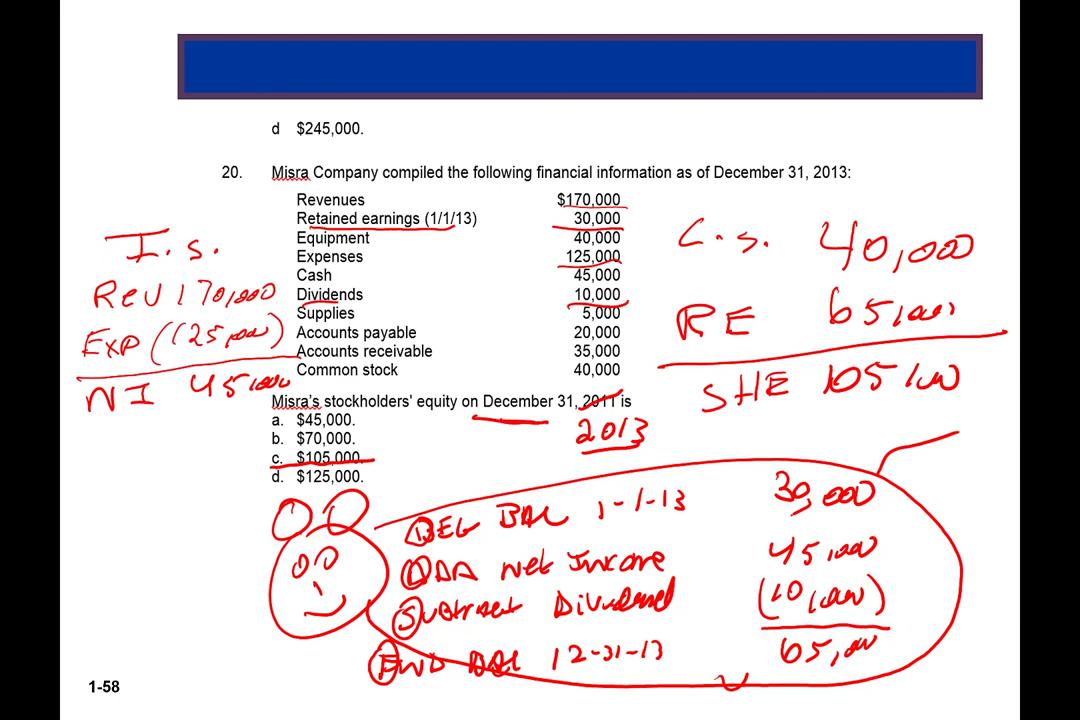 d $245,000.
20. Misra Company compiled the following financial information as of December 31, 2013:
Revenues $170,000
Retained earnings (1/1/13) 30,000
Equipment 40,000
Expenses 125,000
Cash 45,000
Dividends 10,000
Supplies 5,000
Accounts payable 20,000
Accounts receivable 35,000
Common stock 40,000
Misra's stockholders' equity on December 31, 2011 is
2013
a. $45,000.
b. $70,000.
c. $105,000.
d. $125,000.
I.S.
Rev 170,000
Exp (125,000)
NI 45,000
C.S. 40,000
RE 65,000
SHE 105,000
BEG BAL 1-1-13 30,000
ADD Net Income 45,000
Subtract Dividend (10,000)
END BAL 12-31-13 65,000
1-58